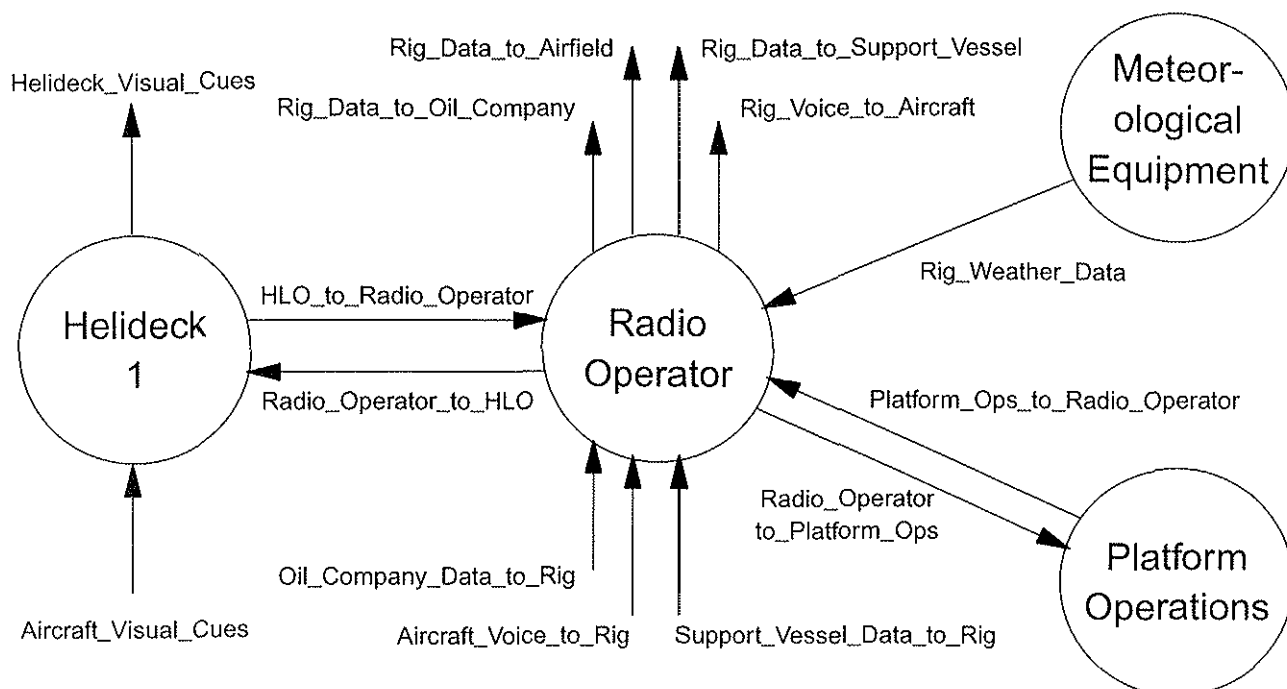 Rig_Data_to_Airfield
Rig_Data_to_Support_Vessel
Helideck_Visual_Cues
Rig_Data_to_Oil_Company
Rig_Voice_to_Aircraft
Meteor-
ological
Equipment
Rig_Weather_Data
HLO_to_Radio_Operator
Helideck
1
Radio
Operator
Radio_Operator_to_HLO
Platform_Ops_to_Radio_Operator
Radio_Operator
to_Platform_Ops
Oil_Company_Data_to_Rig
Platform
Operations
Aircraft_Visual_Cues
Aircraft_Voice_to_Rig
Support_Vessel_Data_to_Rig